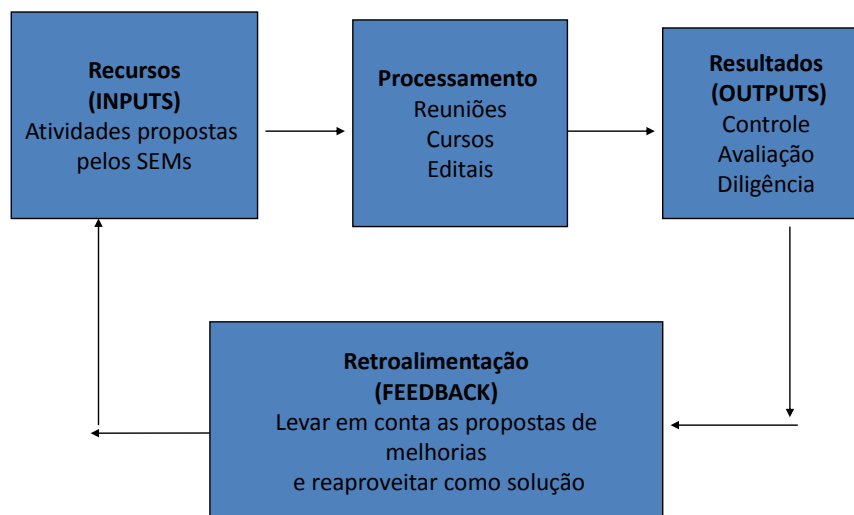 Recursos
(INPUTS)
Atividades propostas
pelos SEMs
Processamento
Reuniões
Cursos
Editais
Resultados
(OUTPUTS)
Controle
Avaliação
Diligência
Retroalimentação
(FEEDBACK)
Levar em conta as propostas de
melhorias
e reaproveitar como solução